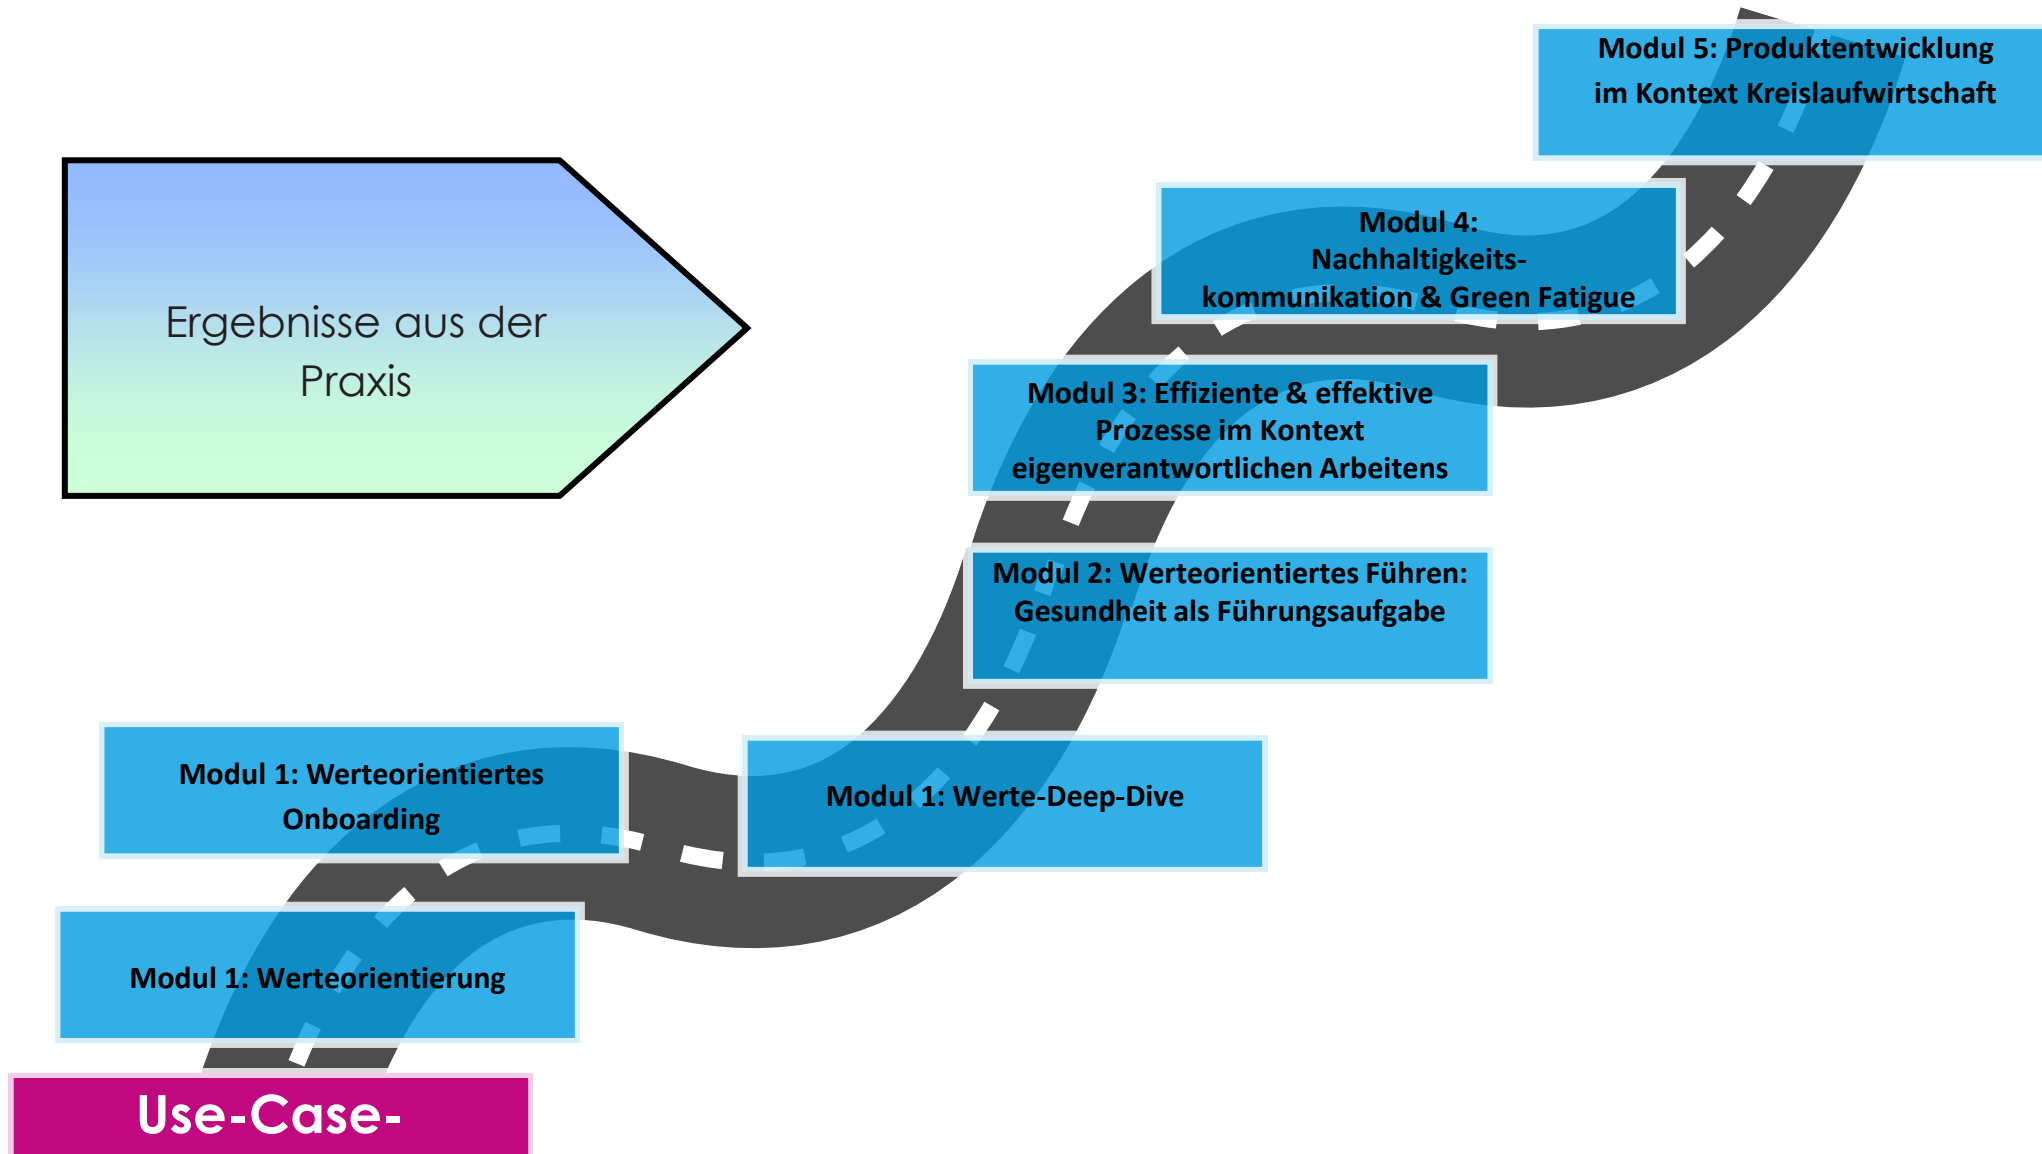 Modul 5: Produktentwicklung
im Kontext Kreislaufwirtschaft
Modul 4:
Nachhaltigkeits-
kommunikation & Green Fatigue
Ergebnisse aus der
Praxis
Modul 3: Effiziente & effektive
Prozesse im Kontext
eigenverantwortlichen Arbeitens
Modul 2: Werteorientiertes Führen:
Gesundheit als Führungsaufgabe
Modul 1: Werteorientiertes
Onboarding
Modul 1: Werte-Deep-Dive
Modul 1: Werteorientierung
Use-Case-